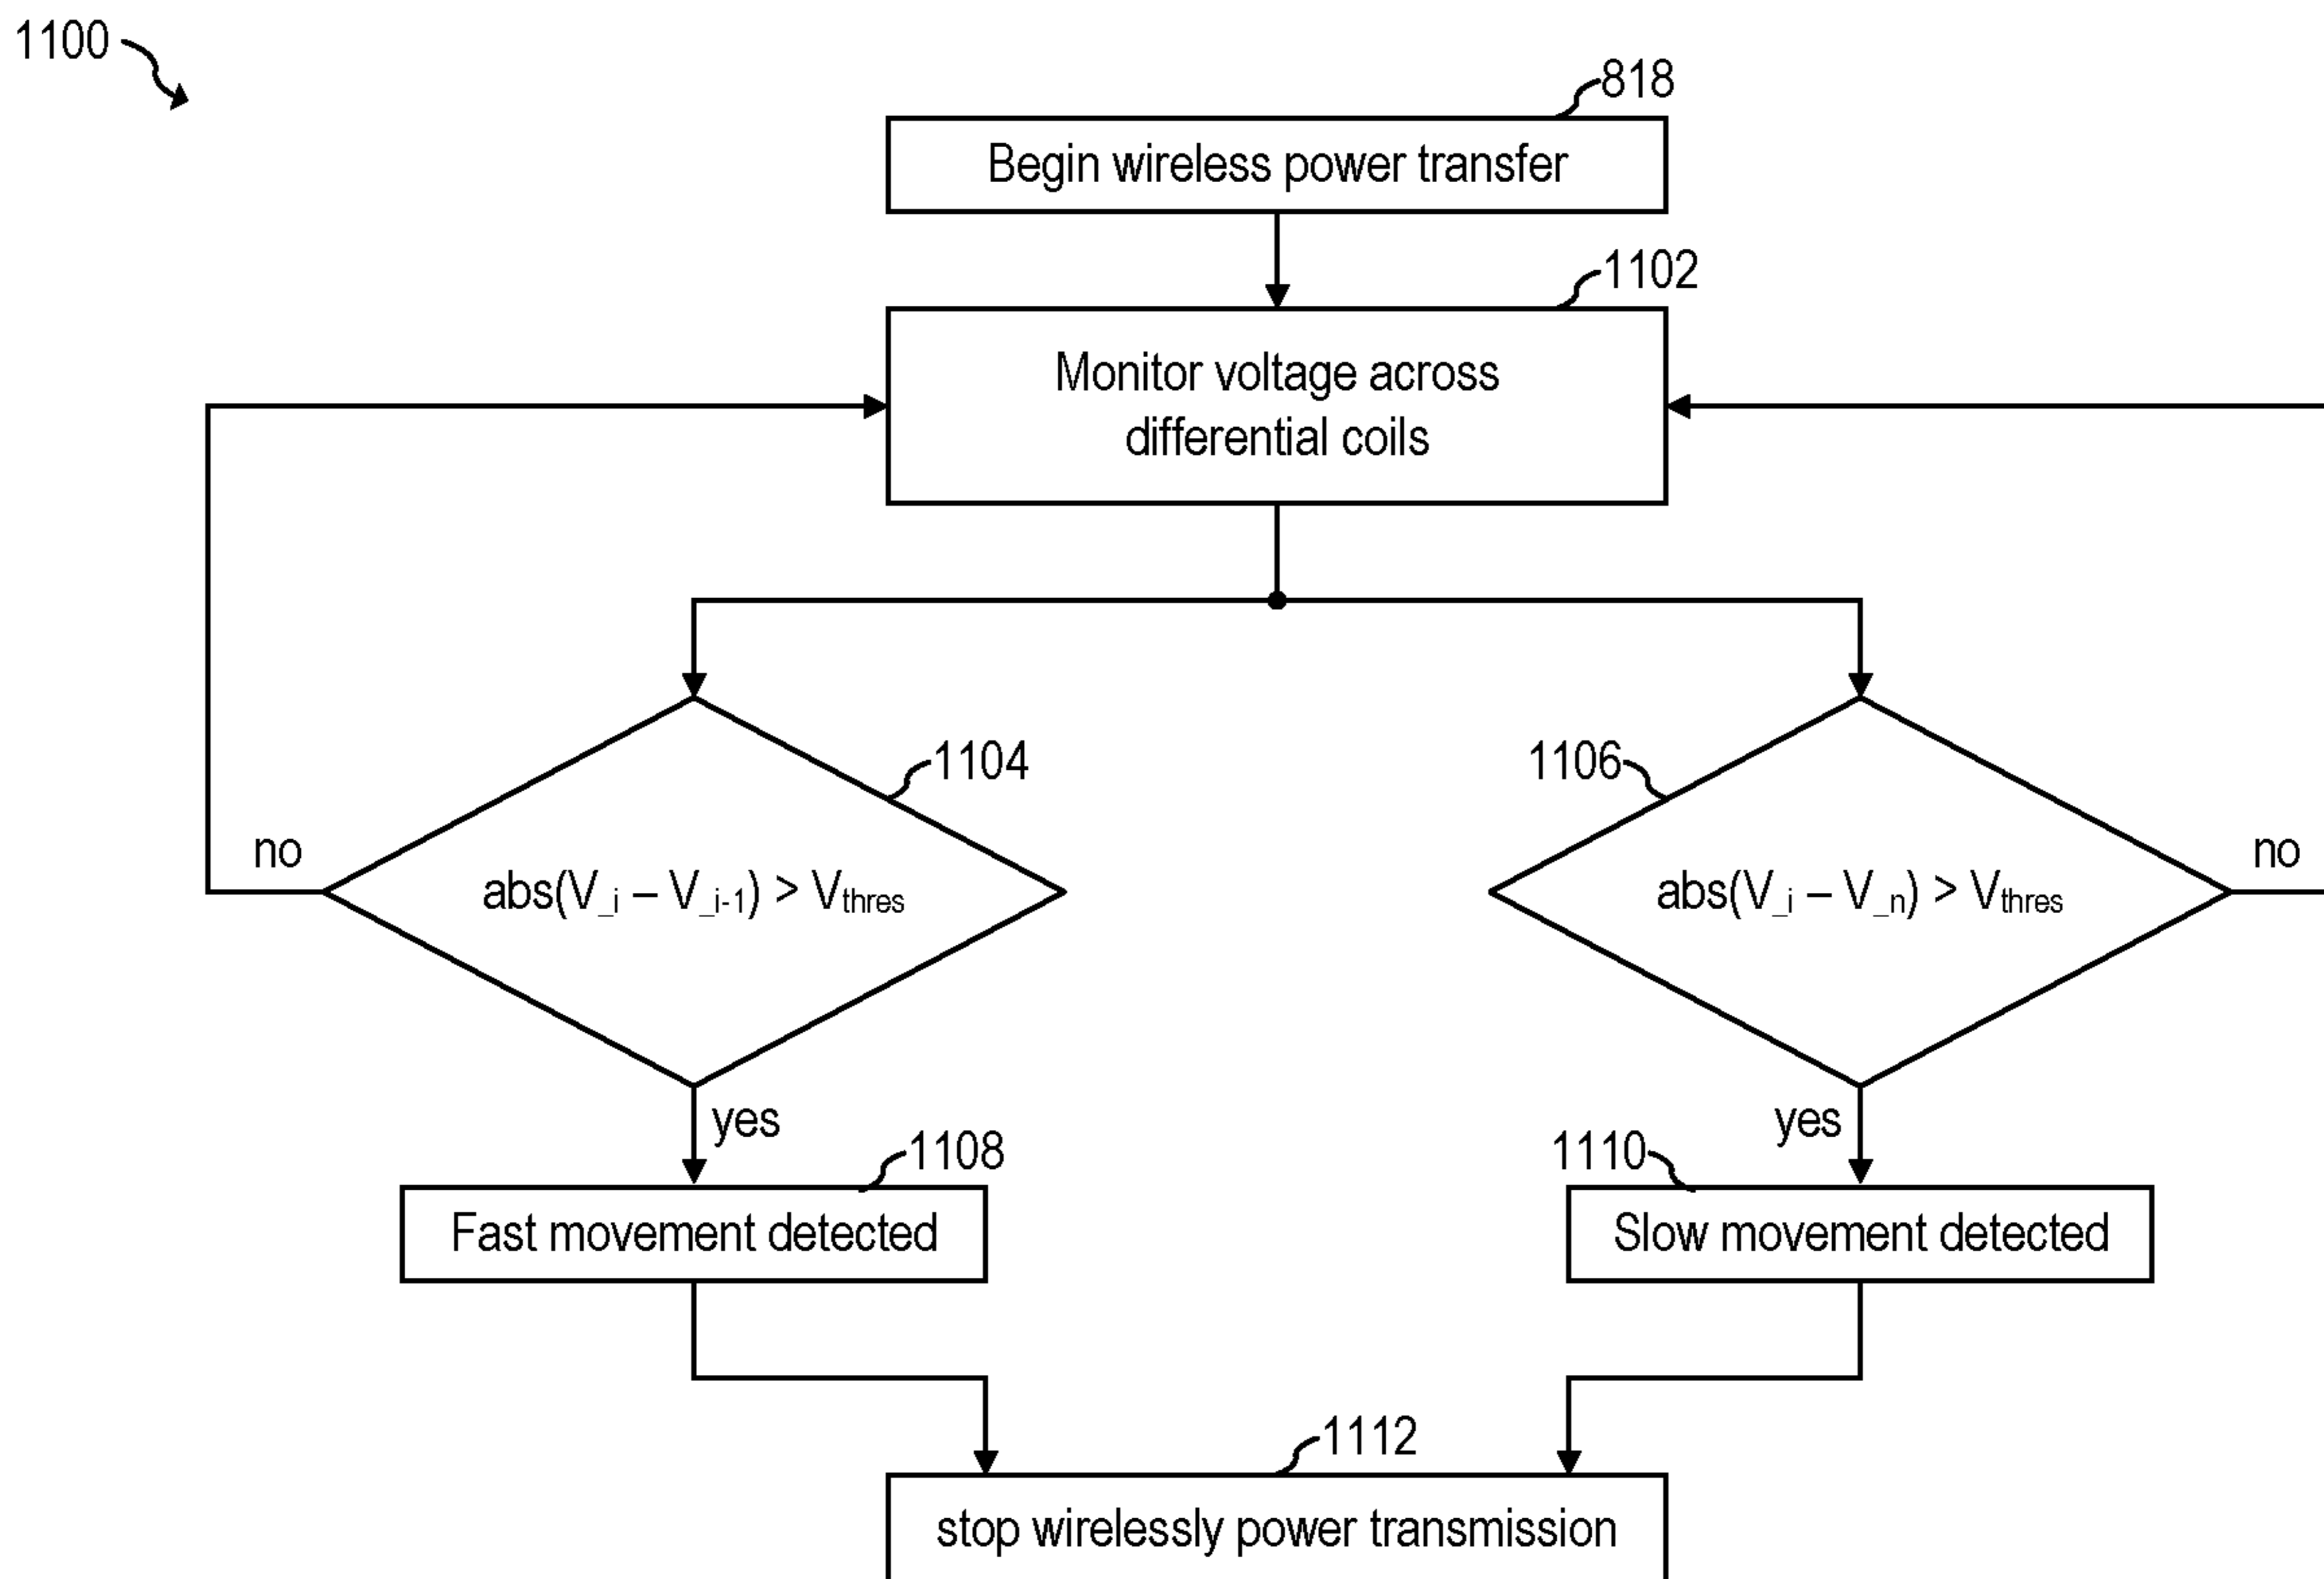 1100
818
Begin wireless power transfer
1102
Monitor voltage across
differential coils
1104
1106
no
abs(V_i – V_i-1) > Vthres
abs(V_i – V_n) > Vthres
no
yes
yes
1108
1110
Fast movement detected
Slow movement detected
1112
stop wirelessly power transmission